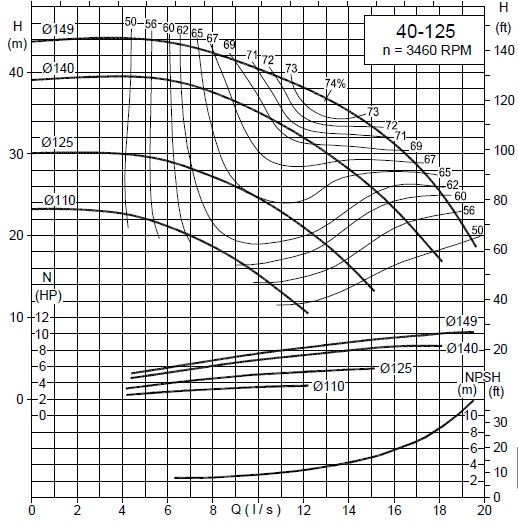 H
(m)
50 56 60 62 65 67 69 71 72 73 74%
Ø149
Ø140
Ø125
Ø110
40-125
n = 3460 RPM
H
(ft)
140
120
100
80
60
40
20
40
30
20
10
0
73
72
71
69
67
65
62
60
56
50
N
(HP)
12
10
8
6
4
2
0
Ø149
Ø140
Ø125
Ø110
NPSH
(m) (ft)
10
8
6
4
2
30
20
10
0
0 2 4 6 8 Q ( l / s ) 12 14 16 18 20